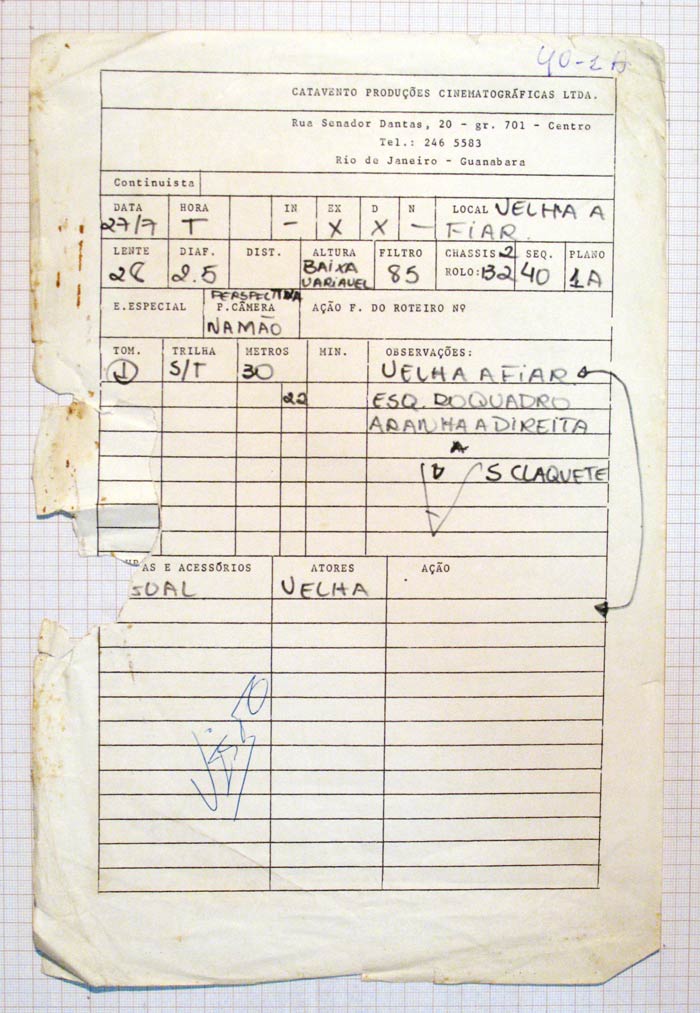 40-1A
CATAVENTO PRODUÇÕES CINEMATOGRÁFICAS LTDA.
Rua Senador Dantas, 20 - gr. 701 - Centro
Tel.: 246 5583
Rio de Janeiro - Guanabara
Continuista
DATA HORA IN EX D N LOCAL VELHA A
27/7 T - X X - FIAR
LENTE DIAF. DIST. ALTURA FILTRO CHASSIS 2 SEQ. PLANO
28 2.5 BAIXA VARIAVEL 85 ROLO: 132 40 1A
E.ESPECIAL PERSPECTIVA P.CÂMERA AÇÃO F. DO ROTEIRO Nº
NAMÃO
TOM. TRILHA METROS MIN. OBSERVAÇÕES:
1 S/T 30 VELHA A FIAR
22 ESQ. DO QUADRO
ARANHA A DIREITA
S CLAQUETE
AS E ACESSÓRIOS ATORES AÇÃO
SOAL VELHA